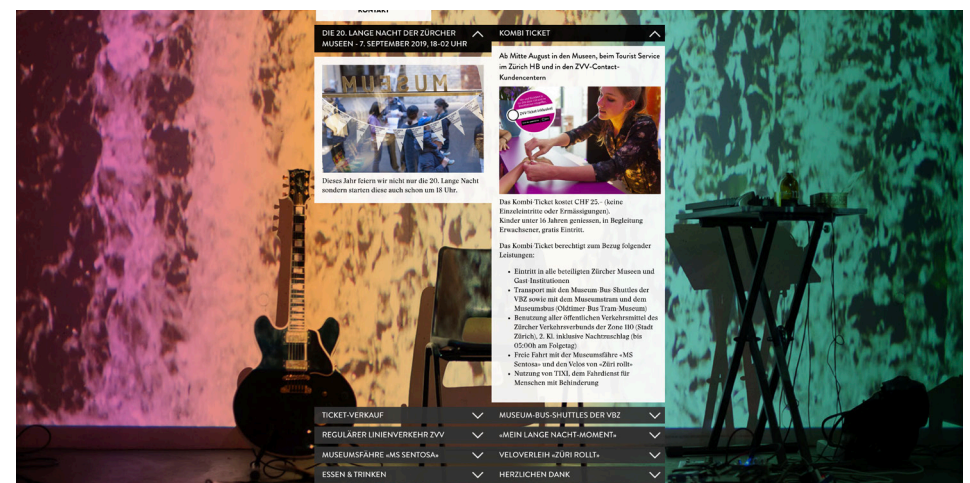 KONTAKT
DIE 20. LANGE NACHT DER ZÜRCHER
MUSEEN - 7. SEPTEMBER 2019, 18-02 UHR
MUSEUM
Dieses Jahr feiern wir nicht nur die 20. Lange Nacht
sondern starten diese auch schon um 18 Uhr.
KOMBI TICKET
Ab Mitte August in den Museen, beim Tourist Service
im Zürich HB und in den ZVV-Contact-
Kundencentern
Das Kombi-Ticket kostet CHF 25.– (keine
Einzeleintritte oder Ermässigungen).
Kinder unter 16 Jahren geniessen, in Begleitung
Erwachsener, gratis Eintritt.
Das Kombi-Ticket berechtigt zum Bezug folgender
Leistungen:
• Eintritt in alle beteiligten Zürcher Museen und
Gast-Institutionen
• Transport mit den Museum-Bus-Shuttles der
VBZ sowie mit dem Museumstram und dem
Museumsbus (Oldtimer Bus Tram-Museum)
• Benutzung aller öffentlichen Verkehrsmittel des
Zürcher Verkehrsverbunds der Zone 110 (Stadt
Zürich), 2. Kl. inklusive Nachtzuschlag (bis
05:00h am Folgetag)
• Freie Fahrt mit der Museumsfähre «MS
Sentosa» und den Velos von «Züri rollt»
• Nutzung von TIXI, dem Fahrdienst für
Menschen mit Behinderung
TICKET-VERKAUF
MUSEUM-BUS-SHUTTLES DER VBZ
REGULÄRER LINIENVERKEHR ZVV
«MEIN LANGE NACHT-MOMENT»
MUSEUMSFÄHRE «MS SENTOSA»
VELOVERLEIH «ZÜRI ROLLT»
ESSEN & TRINKEN
HERZLICHEN DANK